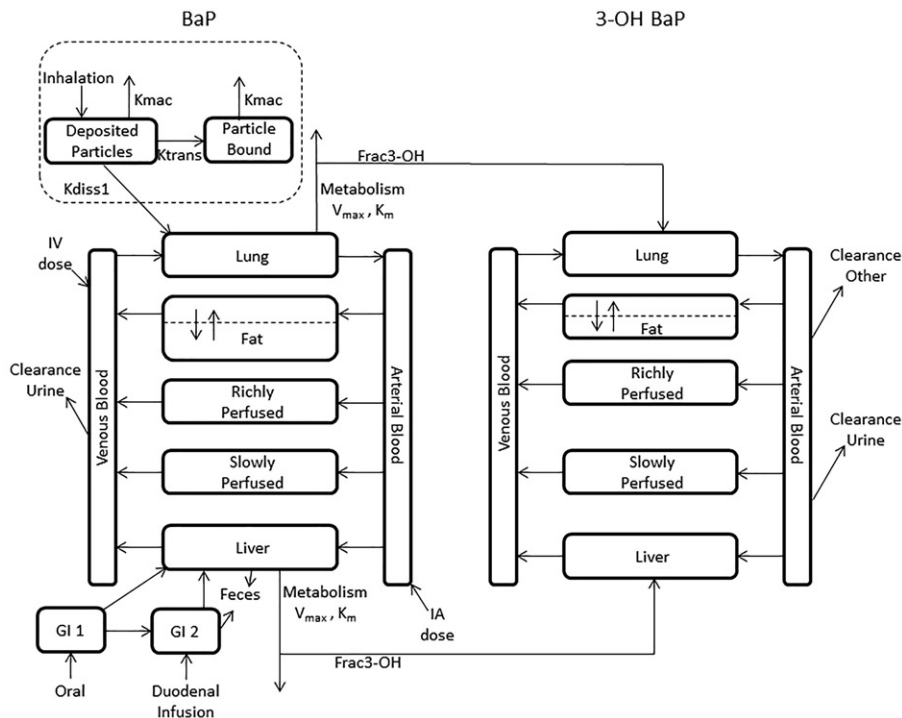 BaP
3-OH BaP
Inhalation
Kmac
Kmac
Deposited
Particles
Particle
Bound
Ktrans
Kdiss1
Frac3-OH
Metabolism
Vmax , Km
IV
dose
Lung
Fat
Richly
Perfused
Slowly
Perfused
Liver
Venous Blood
Arterial Blood
Clearance
Urine
Feces
Metabolism
Vmax , Km
IA
dose
GI 1
GI 2
Oral
Duodenal
Infusion
Frac3-OH
Lung
Fat
Richly
Perfused
Slowly
Perfused
Liver
Venous Blood
Arterial Blood
Clearance
Other
Clearance
Urine